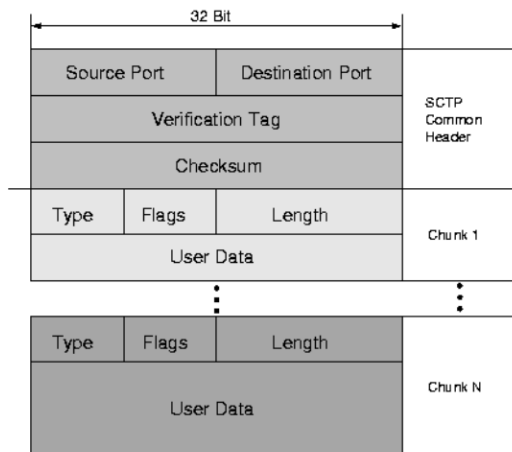 32 Bit
Source Port
Destination Port
SCTP
Common
Header
Verification Tag
Checksum
Type
Flags
Length
Chunk 1
User Data
Type
Flags
Length
Chunk N
User Data